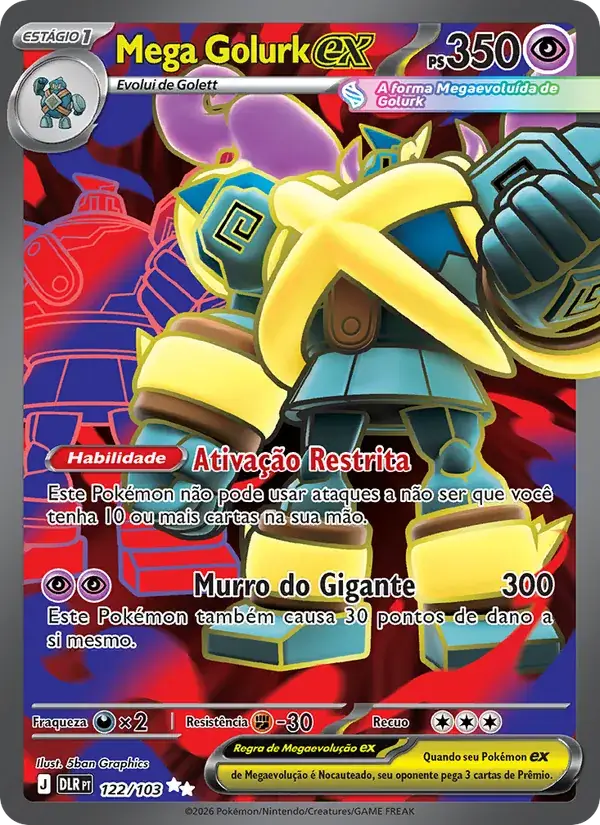 ESTÁGIO 1
Mega Golurk ex
PS 350
Evolui de Golett
A forma Megaevoluída de
Golurk
Habilidade Ativação Restrita
Este Pokémon não pode usar ataques a não ser que você
tenha 10 ou mais cartas na sua mão.
Murro do Gigante 300
Este Pokémon também causa 30 pontos de dano a
si mesmo.
Fraqueza ×2 Resistência -30 Recuo
Ilust. 5ban Graphics
Regra de Megaevolução ex
Quando seu Pokémon ex
de Megaevolução é Nocauteado, seu oponente pega 3 cartas de Prêmio.
J DLR PT 122/103
©2026 Pokémon/Nintendo/Creatures/GAME FREAK